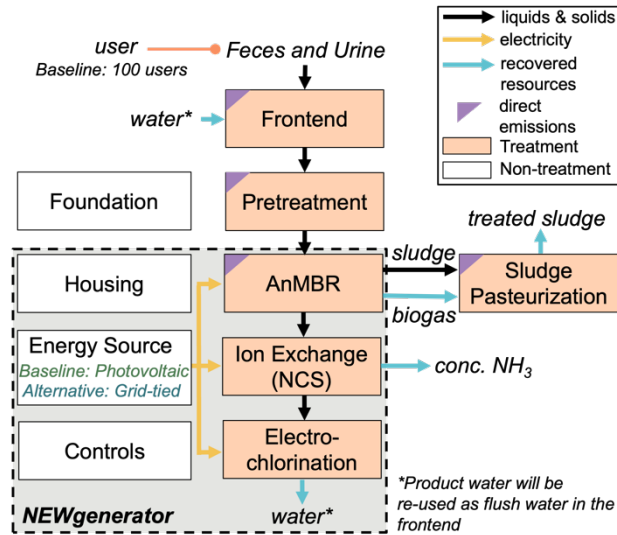 user
Baseline: 100 users
Feces and Urine
liquids & solids
electricity
recovered
resources
direct
emissions
Treatment
Non-treatment
water*
Frontend
Foundation
Pretreatment
treated sludge
Housing
AnMBR
sludge
biogas
Sludge
Pasteurization
Energy Source
Baseline: Photovoltaic
Alternative: Grid-tied
Ion Exchange
(NCS)
conc. NH3
Controls
Electro-
chlorination
NEWgenerator
water*
*Product water will be
re-used as flush water in the
frontend